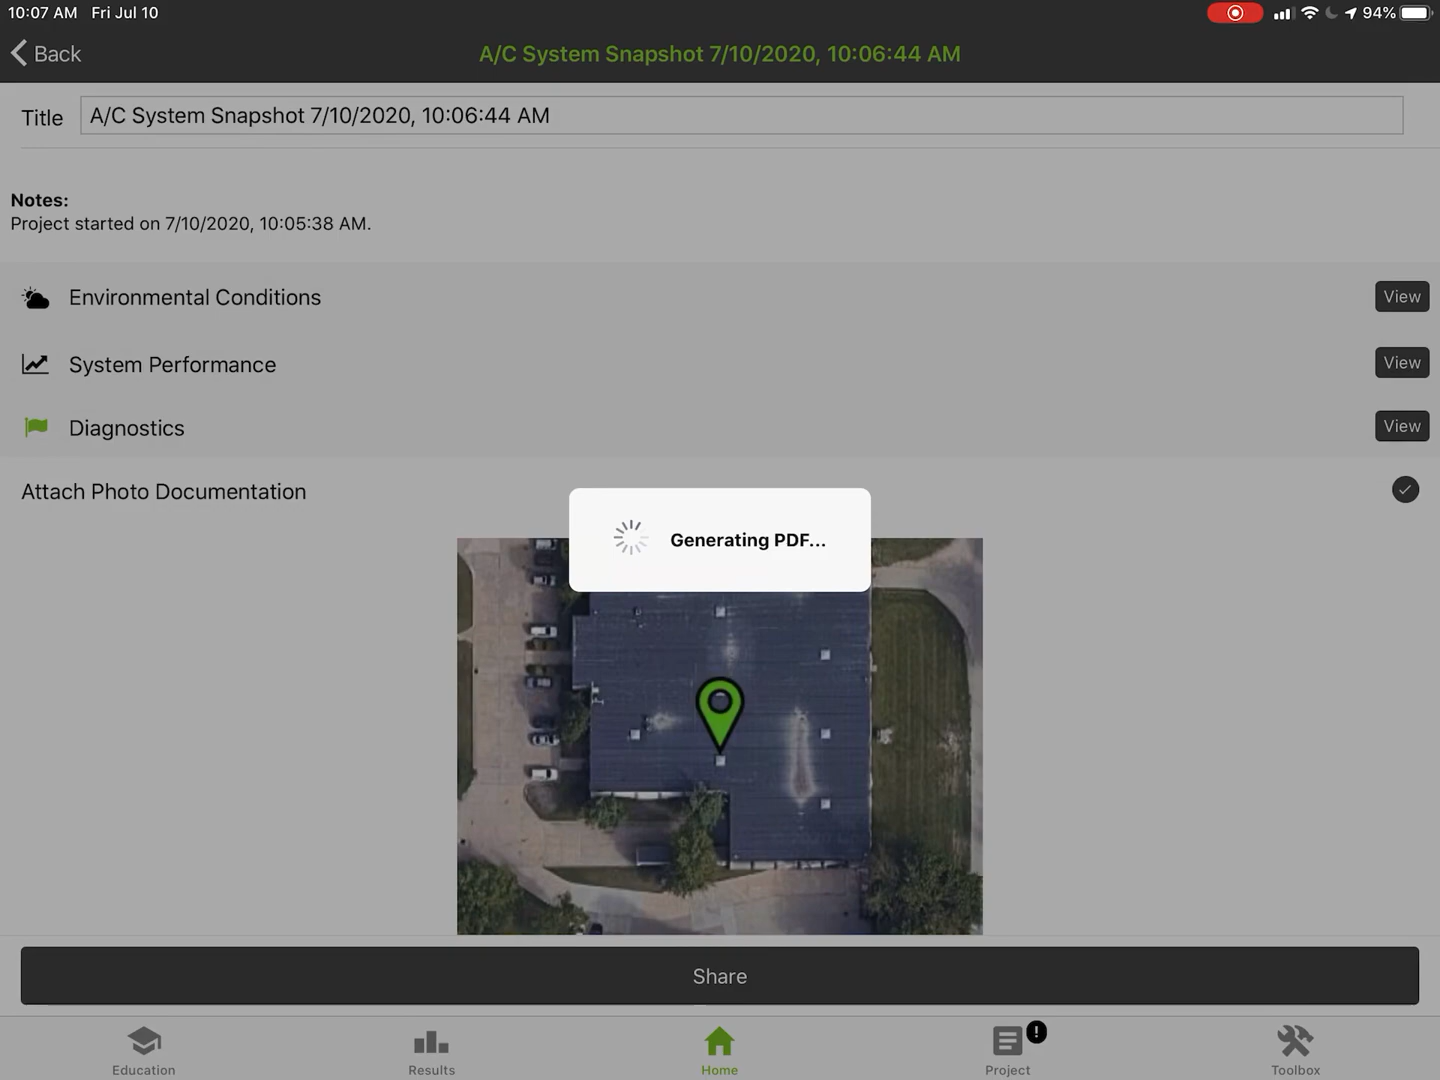 10:07 AM Fri Jul 10
94%
Back
A/C System Snapshot 7/10/2020, 10:06:44 AM
Title
A/C System Snapshot 7/10/2020, 10:06:44 AM
Notes:
Project started on 7/10/2020, 10:05:38 AM.
Environmental Conditions
View
System Performance
View
Diagnostics
View
Attach Photo Documentation
Generating PDF...
Share
Education
Results
Home
Project
!
Toolbox